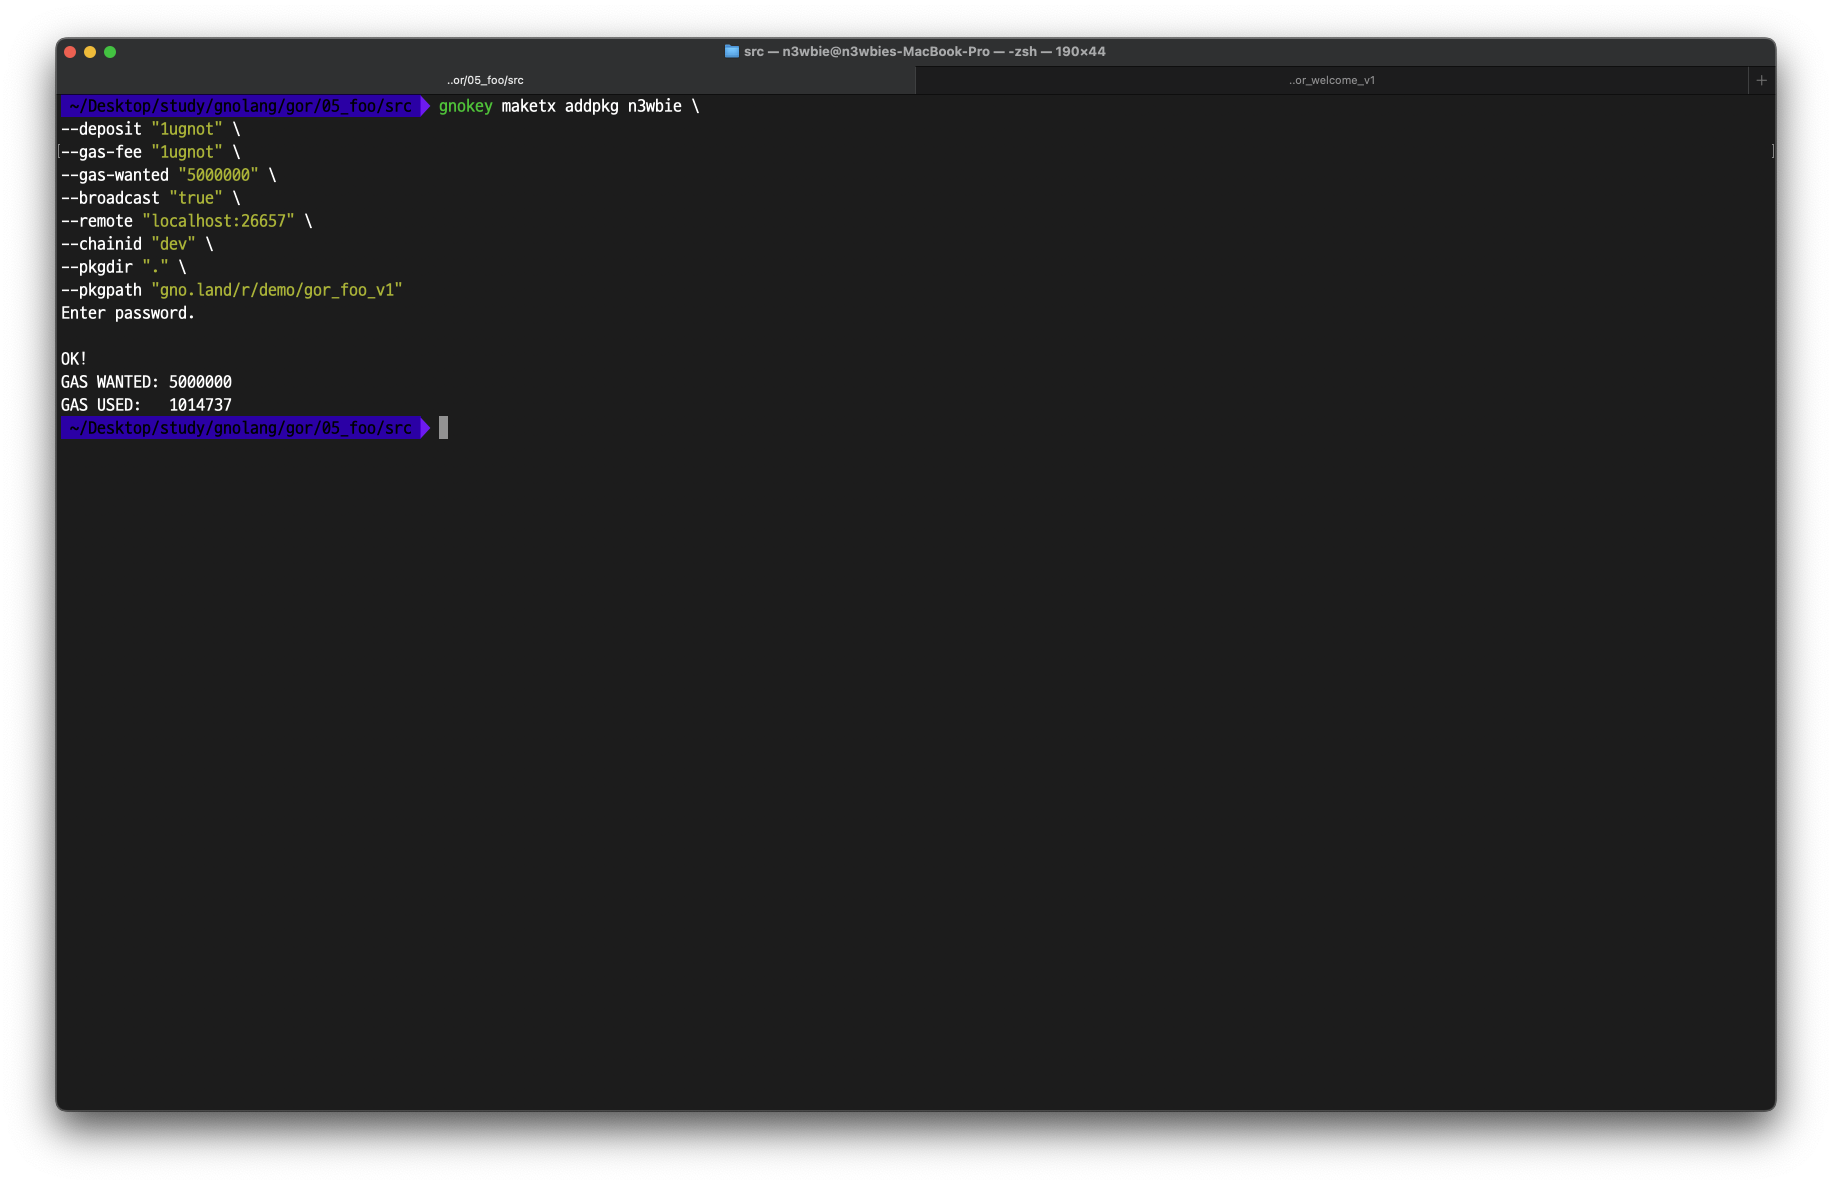 src — n3wbie@n3wbies-MacBook-Pro — -zsh — 190×44
..or/05_foo/src
..or_welcome_v1
+
~/Desktop/study/gnolang/gor/05_foo/src gnokey maketx addpkg n3wbie \
--deposit "1ugnot" \
--gas-fee "1ugnot" \
--gas-wanted "5000000" \
--broadcast "true" \
--remote "localhost:26657" \
--chainid "dev" \
--pkgdir "." \
--pkgpath "gno.land/r/demo/gor_foo_v1"
Enter password.
OK!
GAS WANTED: 5000000
GAS USED:   1014737
~/Desktop/study/gnolang/gor/05_foo/src